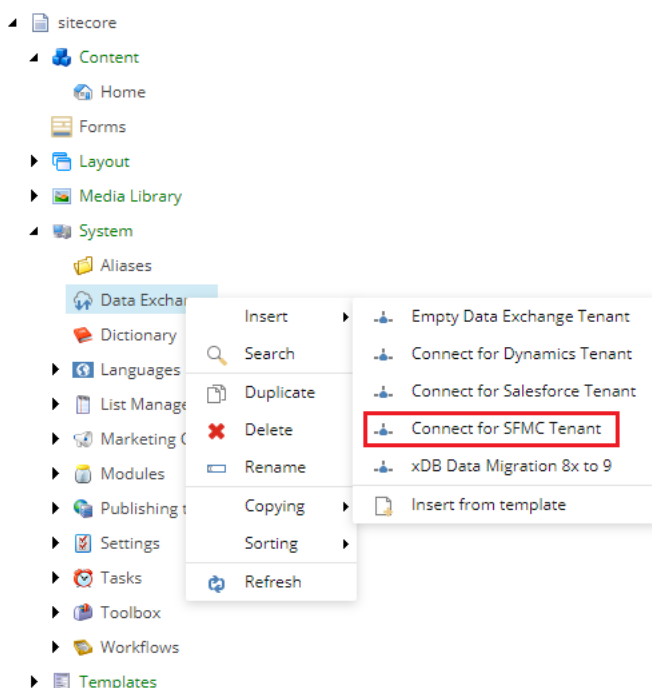 sitecore
Content
Home
Forms
Layout
Media Library
System
Aliases
Data Exchan
Dictionary
Languages
List Manage
Marketing
Modules
Publishing
Settings
Tasks
Toolbox
Workflows
Templates
Insert
Search
Duplicate
Delete
Rename
Copying
Sorting
Refresh
Empty Data Exchange Tenant
Connect for Dynamics Tenant
Connect for Salesforce Tenant
Connect for SFMC Tenant
xDB Data Migration 8x to 9
Insert from template